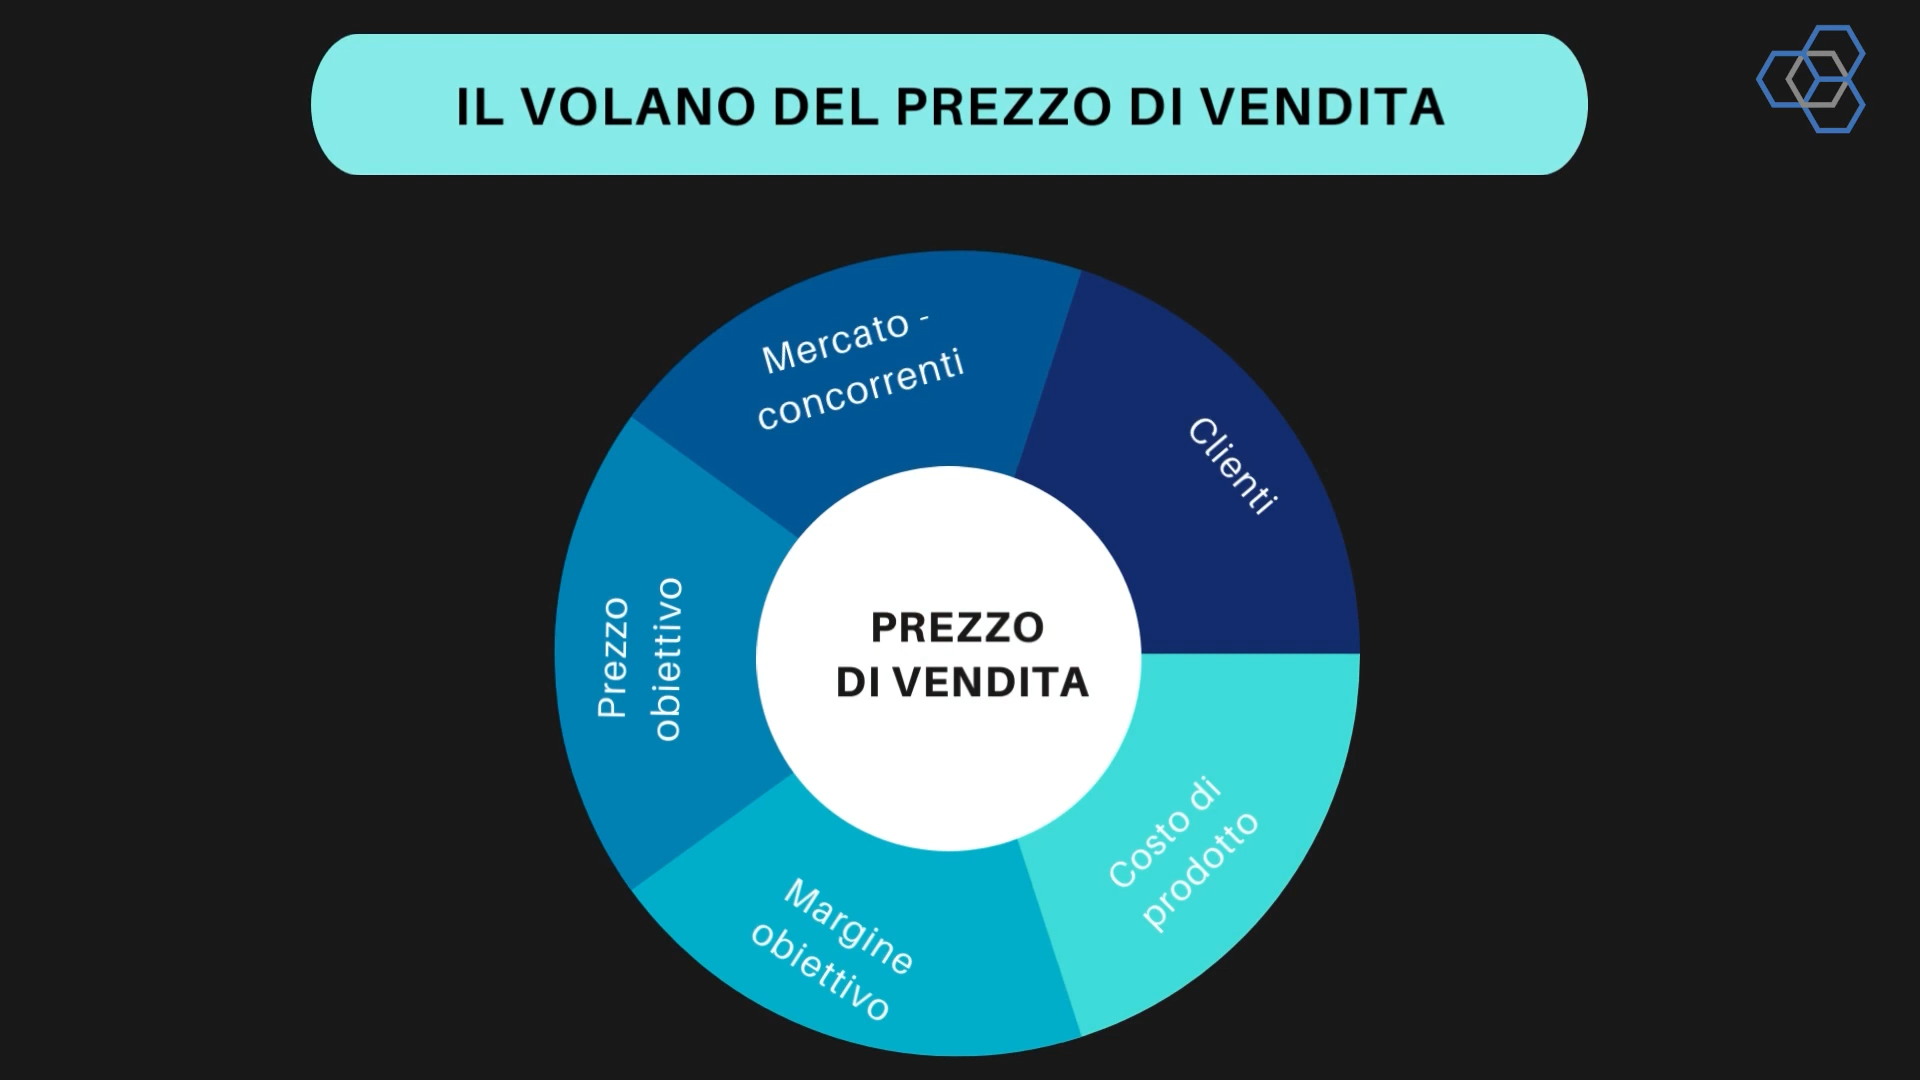 IL VOLANO DEL PREZZO DI VENDITA
Mercato -
concorrenti
Clienti
Prezzo
obiettivo
PREZZO
DI VENDITA
Costo di
prodotto
Margine
obiettivo